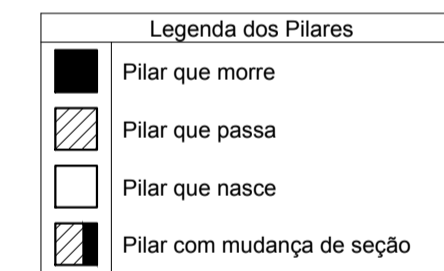 Legenda dos Pilares
Pilar que morre
Pilar que passa
Pilar que nasce
Pilar com mudança de seção